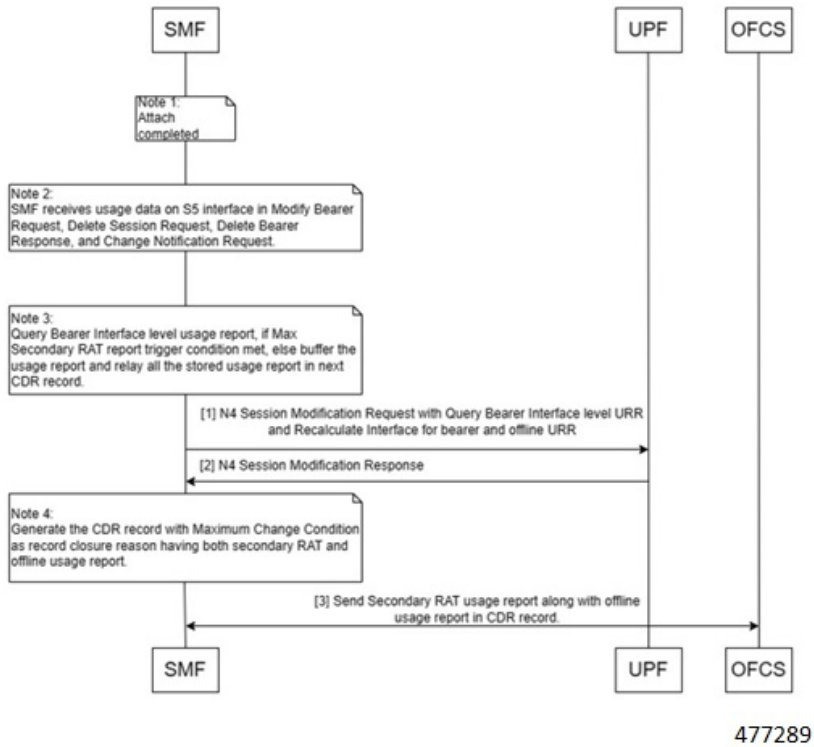 SMF
UPF
OFCS
Note 1:
Attach
completed
Note 2:
SMF receives usage data on S5 interface in Modify Bearer
Request, Delete Session Request, Delete Bearer
Response, and Change Notification Request.
Note 3:
Query Bearer Interface level usage report, if Max
Secondary RAT report trigger condition met, else buffer the
usage report and relay all the stored usage report in next
CDR record.
[1] N4 Session Modification Request with Query Bearer Interface level URR
and Recalculate Interface for bearer and offline URR
[2] N4 Session Modification Response
Note 4:
Generate the CDR record with Maximum Change Condition
as record closure reason having both secondary RAT and
offline usage report.
[3] Send Secondary RAT usage report along with offline
usage report in CDR record.
SMF
UPF
OFCS
477289